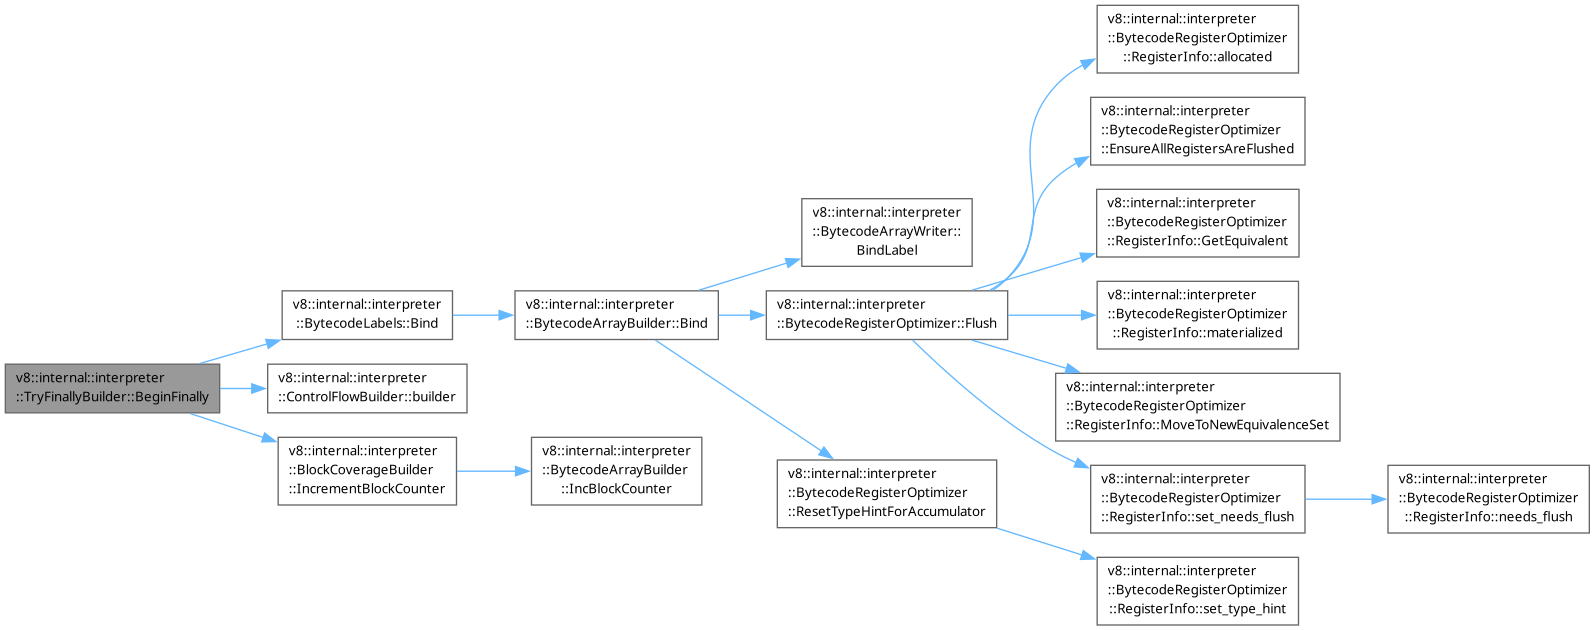 v8::internal::interpreter
::TryFinallyBuilder::BeginFinally
v8::internal::interpreter
::BytecodeLabels::Bind
v8::internal::interpreter
::ControlFlowBuilder::builder
v8::internal::interpreter
::BlockCoverageBuilder
::IncrementBlockCounter
v8::internal::interpreter
::BytecodeArrayBuilder::Bind
v8::internal::interpreter
::BytecodeArrayBuilder
::IncBlockCounter
v8::internal::interpreter
::BytecodeArrayWriter::
BindLabel
v8::internal::interpreter
::BytecodeRegisterOptimizer::Flush
v8::internal::interpreter
::BytecodeRegisterOptimizer
::ResetTypeHintForAccumulator
v8::internal::interpreter
::BytecodeRegisterOptimizer
::RegisterInfo::allocated
v8::internal::interpreter
::BytecodeRegisterOptimizer
::EnsureAllRegistersAreFlushed
v8::internal::interpreter
::BytecodeRegisterOptimizer
::RegisterInfo::GetEquivalent
v8::internal::interpreter
::BytecodeRegisterOptimizer
::RegisterInfo::materialized
v8::internal::interpreter
::BytecodeRegisterOptimizer
::RegisterInfo::MoveToNewEquivalenceSet
v8::internal::interpreter
::BytecodeRegisterOptimizer
::RegisterInfo::set_needs_flush
v8::internal::interpreter
::BytecodeRegisterOptimizer
::RegisterInfo::needs_flush
v8::internal::interpreter
::BytecodeRegisterOptimizer
::RegisterInfo::set_type_hint